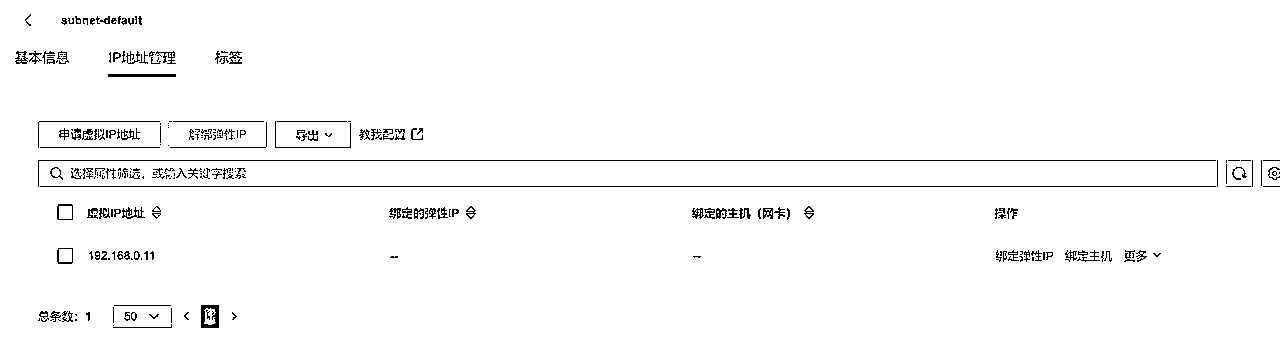 subnet-default
基本信息 IP地址管理 标签
申请虚拟IP地址 解绑弹性IP 导出 教我配置
选择属性筛选，或输入关键字搜索
虚拟IP地址 绑定的弹性IP 绑定的主机（网卡） 操作
192.168.0.11 -- -- 绑定弹性IP 绑定主机 更多
总条数：1 50